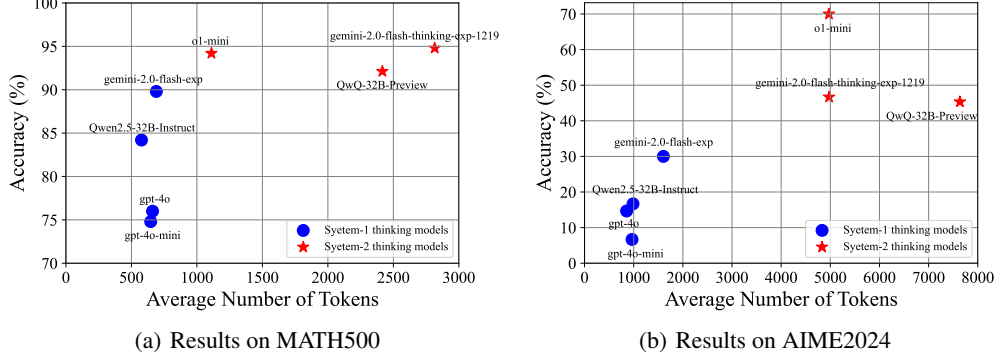 100
95
90
85
80
75
70
Accuracy (%)
o1-mini
gemini-2.0-flash-thinking-exp-1219
QwQ-32B-Preview
gemini-2.0-flash-exp
Qwen2.5-32B-Instruct
gpt-4o
gpt-4o-mini
Syetem-1 thinking models
Syetem-2 thinking models
0 500 1000 1500 2000 2500 3000
Average Number of Tokens
(a) Results on MATH500
70
60
50
40
30
20
10
0
Accuracy (%)
o1-mini
gemini-2.0-flash-thinking-exp-1219
QwQ-32B-Preview
gemini-2.0-flash-exp
Qwen2.5-32B-Instruct
gpt-4o
gpt-4o-mini
Syetem-1 thinking models
Syetem-2 thinking models
0 1000 2000 3000 4000 5000 6000 7000 8000
Average Number of Tokens
(b) Results on AIME2024